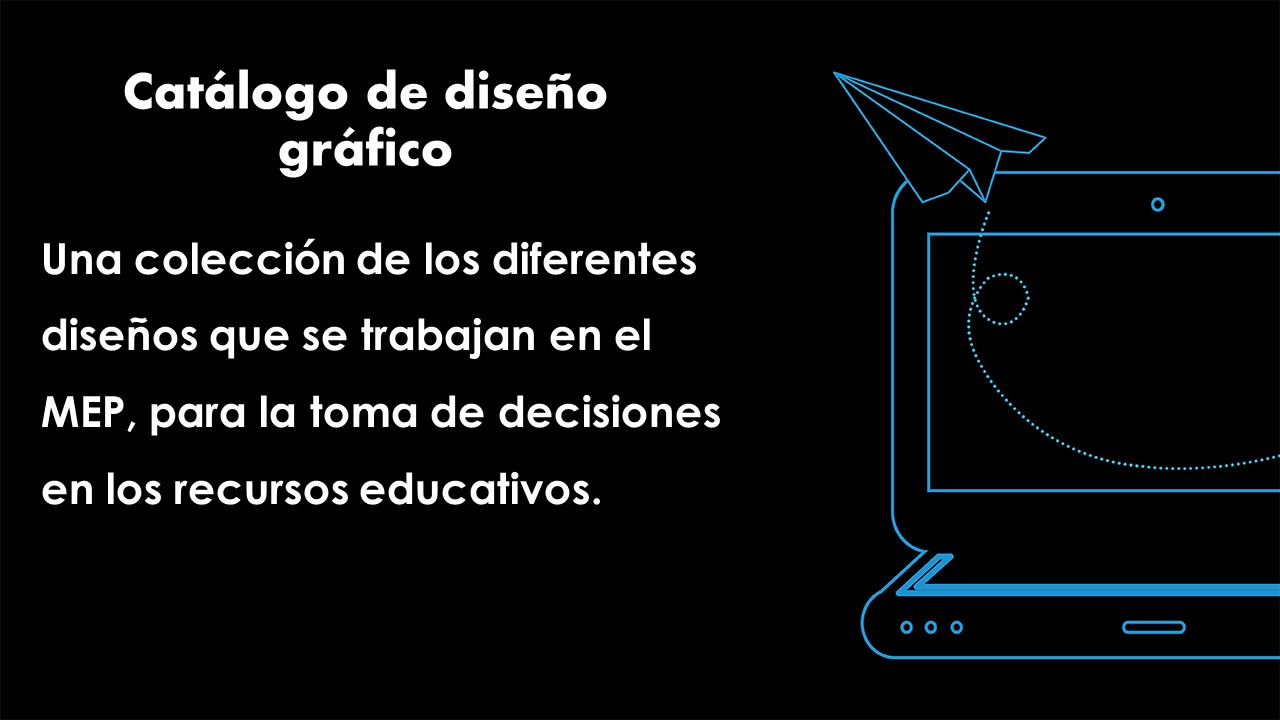 Catálogo de diseño
gráfico
Una colección de los diferentes
diseños que se trabajan en el
MEP, para la toma de decisiones
en los recursos educativos.